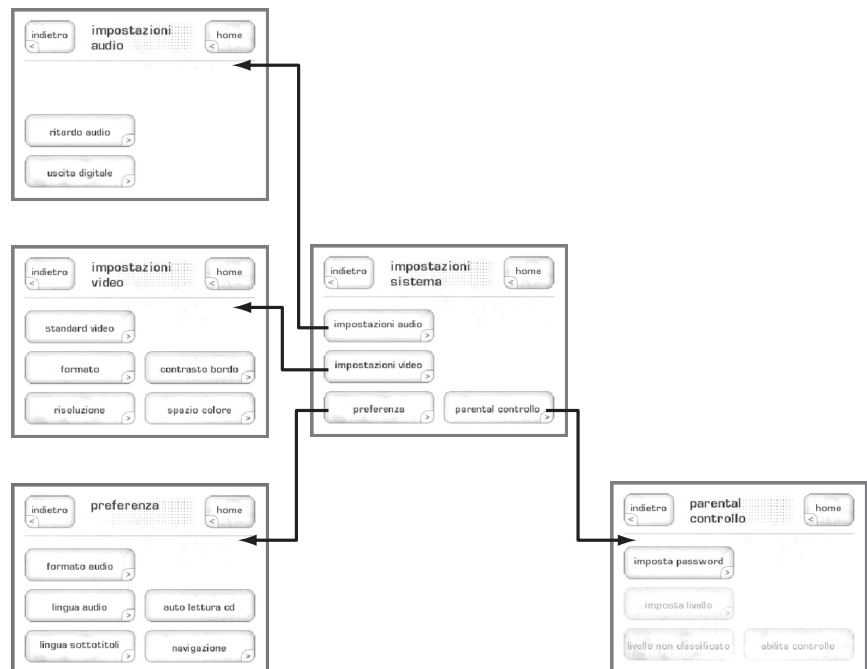 indietro
impostazioni
audio
home
ritardo audio
uscita digitale
indietro
impostazioni
video
home
standard video
formato
contrasto bordo
risoluzione
spazio colore
indietro
impostazioni
sistema
home
impostazioni audio
impostazioni video
preferenza
parental controllo
indietro
preferenza
home
formato audio
lingua audio
auto lettura cd
lingua sottotitoli
navigazione
indietro
parental
controllo
home
imposta password
imposta livello
livello non classificato
abilita controllo